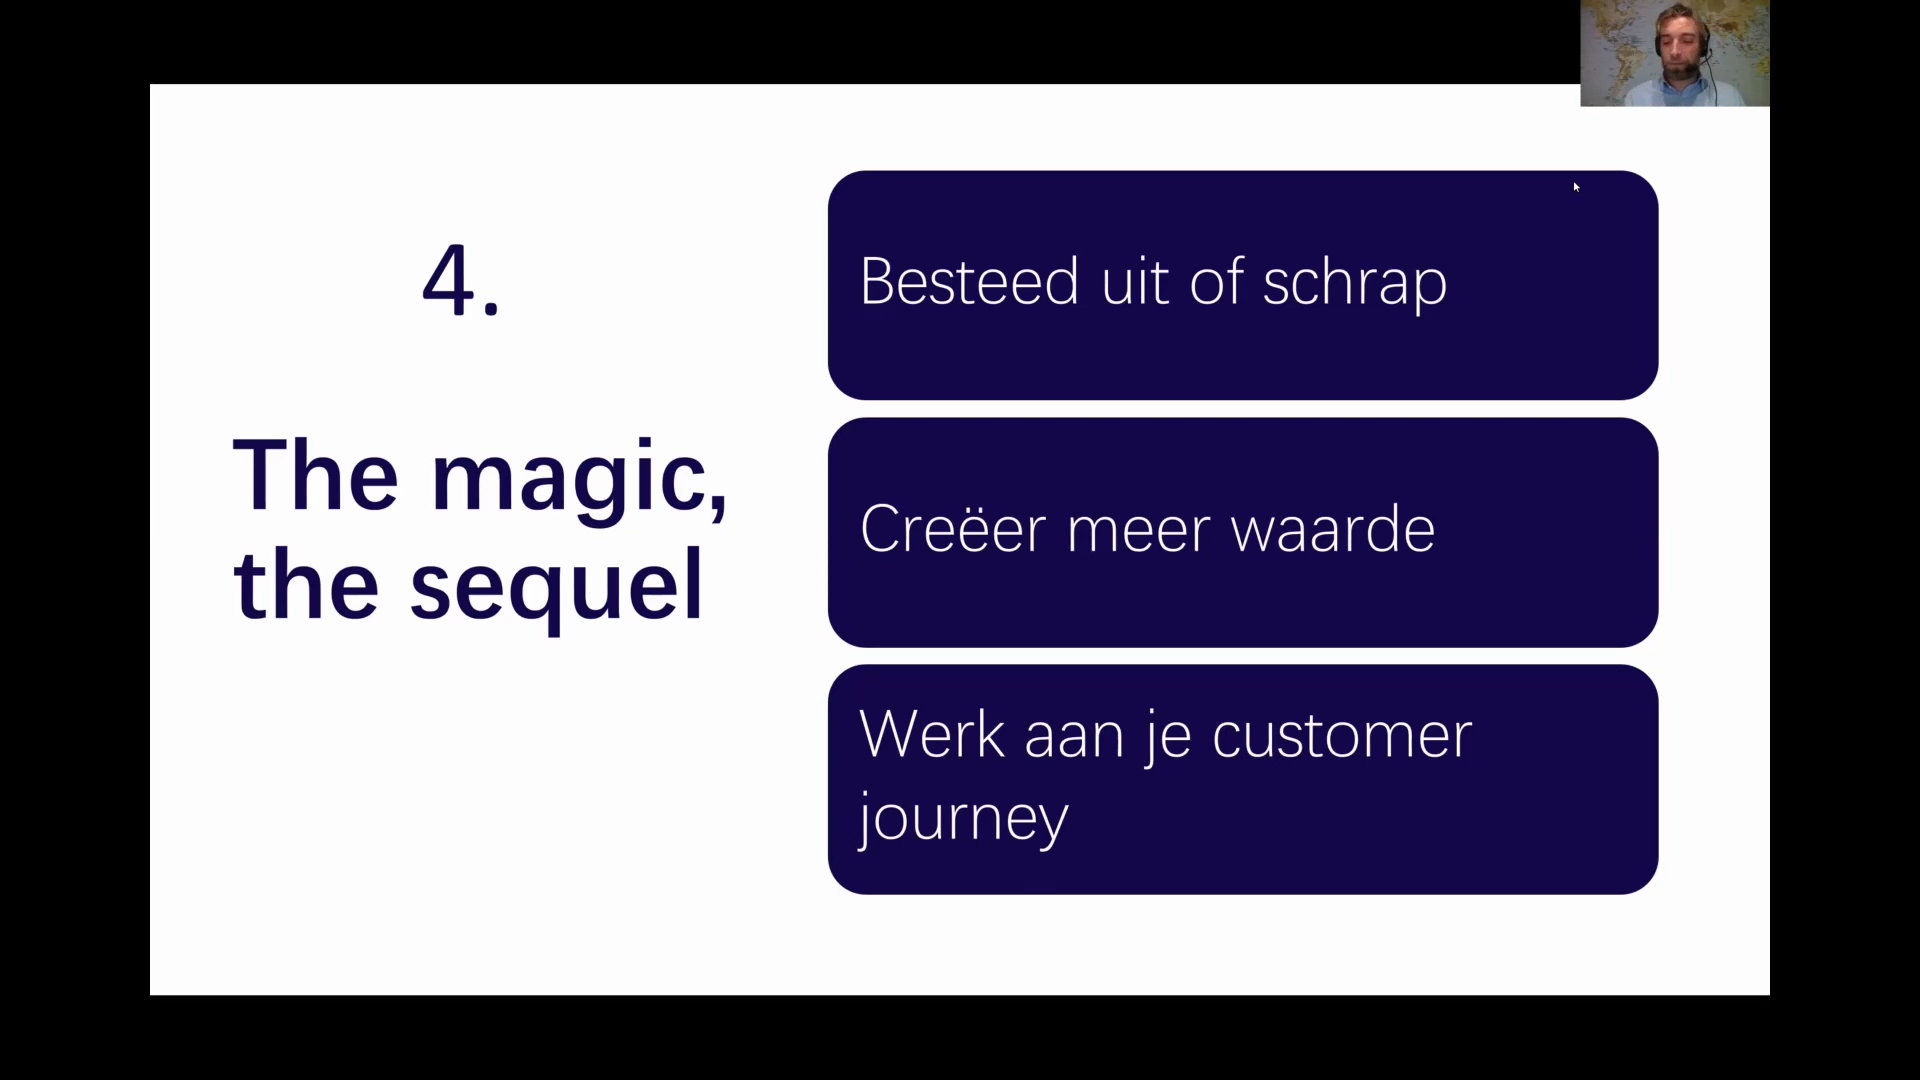 4.
The magic,
the sequel
Besteed uit of schrap
Creëer meer waarde
Werk aan je customer
journey